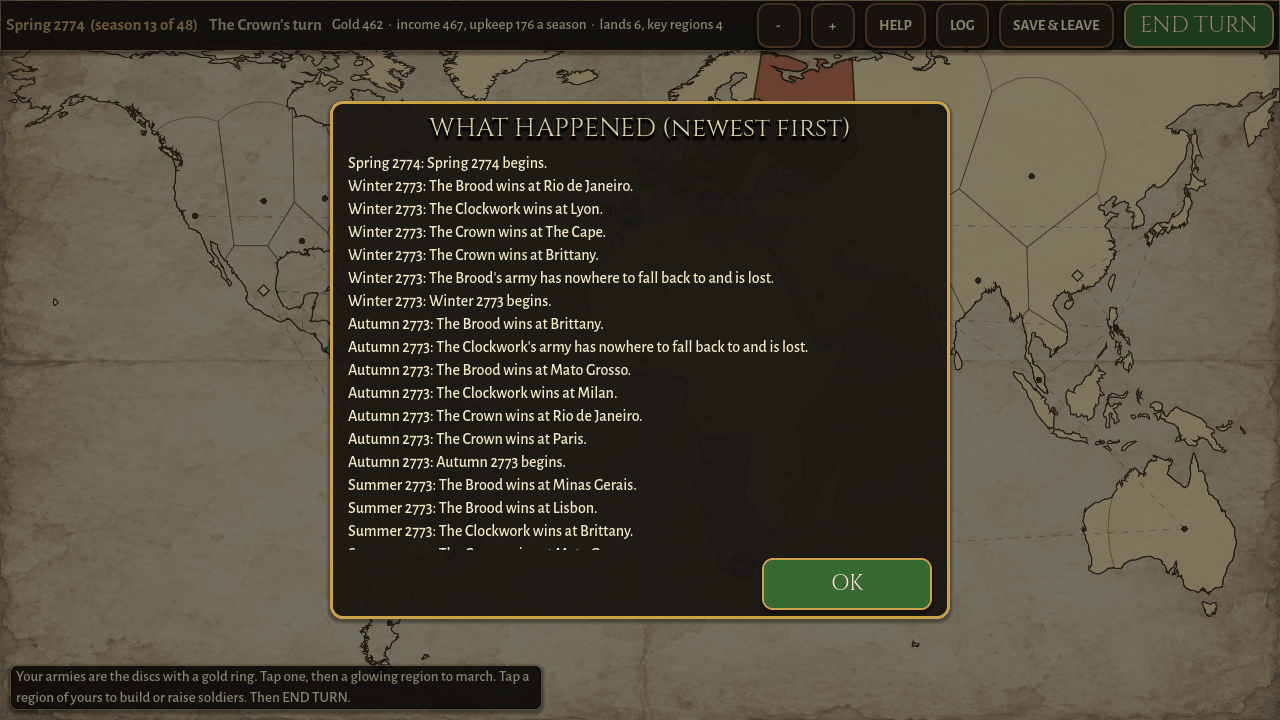 Spring 2774 (season 13 of 48) The Crown's turn Gold 462 · income 467, upkeep 176 a season · lands 6, key regions 4 - + HELP LOG SAVE & LEAVE END TURN
WHAT HAPPENED (NEWEST FIRST)
Spring 2774: Spring 2774 begins.
Winter 2773: The Brood wins at Rio de Janeiro.
Winter 2773: The Clockwork wins at Lyon.
Winter 2773: The Crown wins at The Cape.
Winter 2773: The Crown wins at Brittany.
Winter 2773: The Brood's army has nowhere to fall back to and is lost.
Winter 2773: Winter 2773 begins.
Autumn 2773: The Brood wins at Brittany.
Autumn 2773: The Clockwork's army has nowhere to fall back to and is lost.
Autumn 2773: The Brood wins at Mato Grosso.
Autumn 2773: The Clockwork wins at Milan.
Autumn 2773: The Crown wins at Rio de Janeiro.
Autumn 2773: The Crown wins at Paris.
Autumn 2773: Autumn 2773 begins.
Summer 2773: The Brood wins at Minas Gerais.
Summer 2773: The Brood wins at Lisbon.
Summer 2773: The Clockwork wins at Brittany.
OK
Your armies are the discs with a gold ring. Tap one, then a glowing region to march. Tap a
region of yours to build or raise soldiers. Then END TURN.